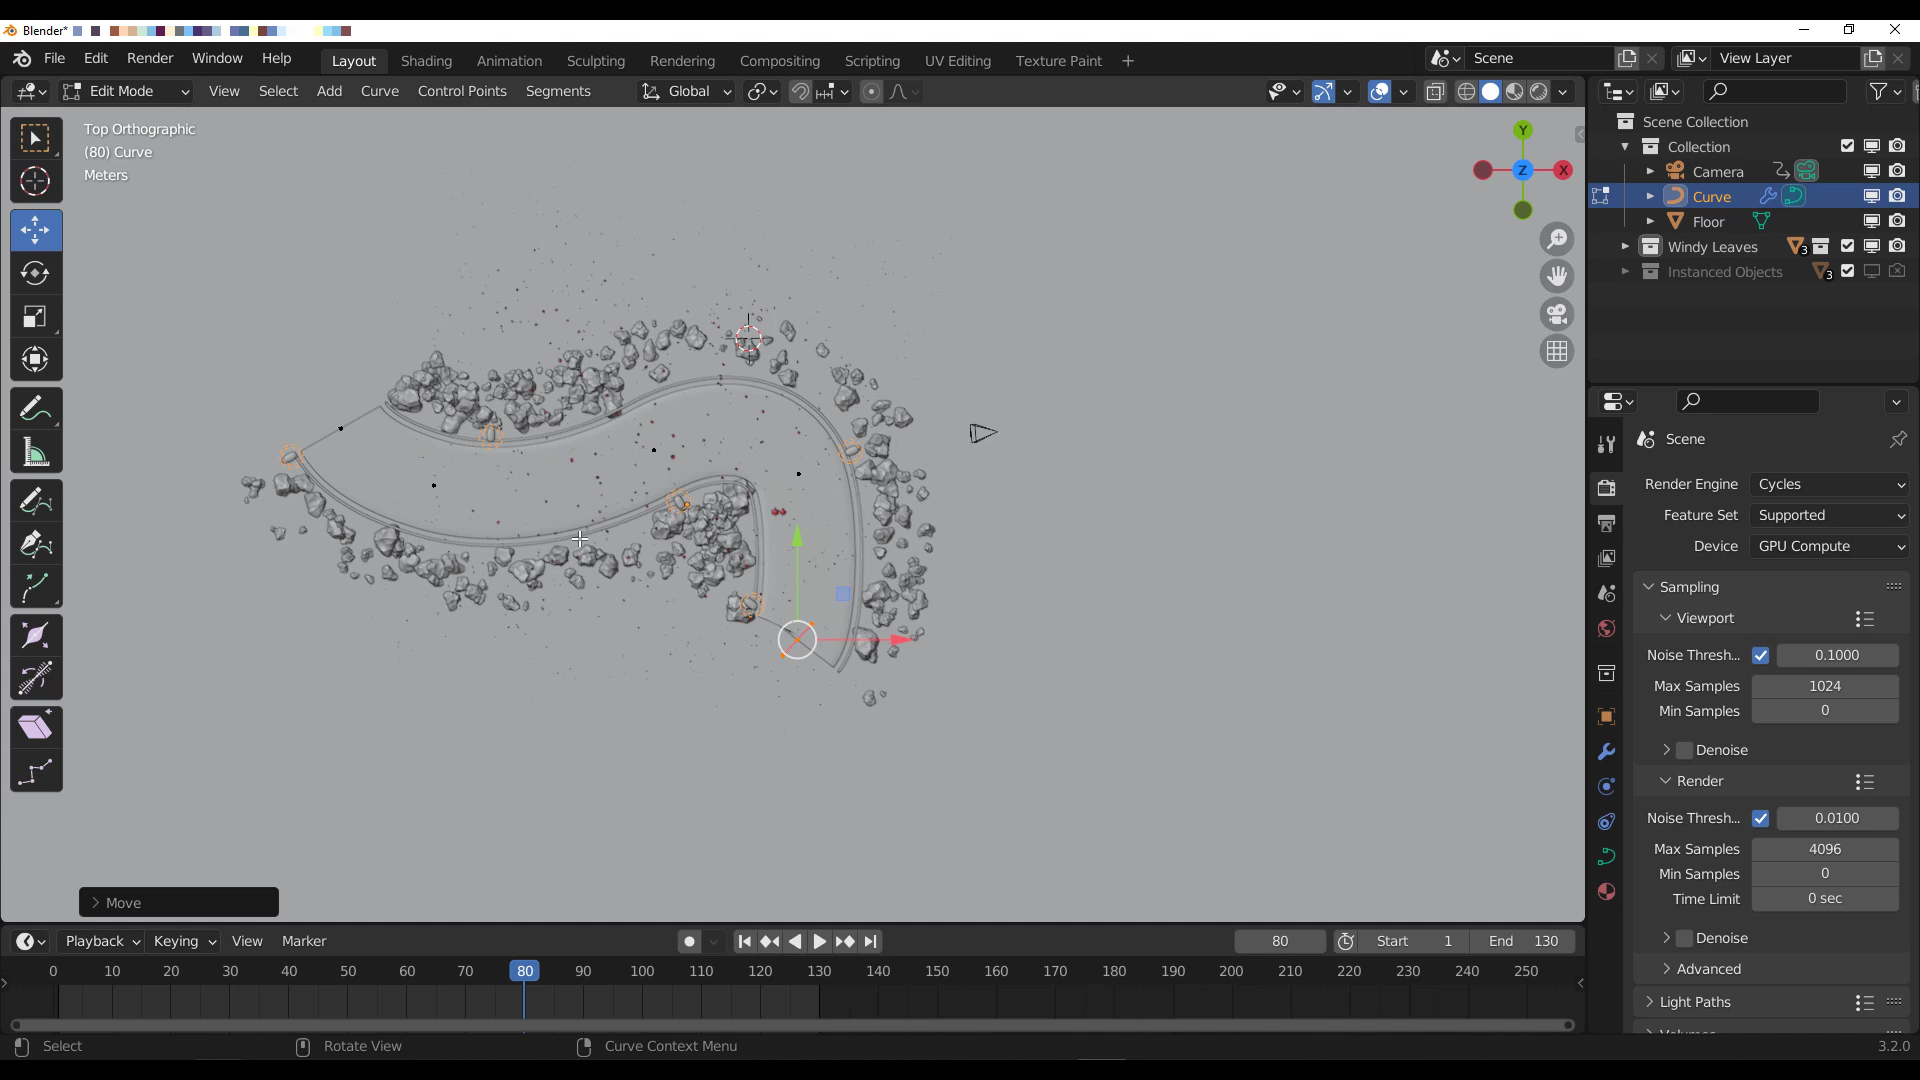 Blender*
File Edit Render Window Help
Layout Shading Animation Sculpting UV Editing Rendering Compositing Scripting UV Editing Texture Paint
Scene
View Layer
Edit Mode View Select Add Curve Control Points Segments
Global
Top Orthographic
(80) Curve
Meters
Y
Z
X
Move
Scene Collection
Collection
Camera
Curve
Floor
Windy Leaves
3
Instanced Objects
3
Scene
Render Engine Cycles
Feature Set Supported
Device GPU Compute
Sampling
Viewport
Noise Thresh... 0.1000
Max Samples 1024
Min Samples 0
Denoise
Render
Noise Thresh... 0.0100
Max Samples 4096
Min Samples 0
Time Limit 0 sec
Denoise
Advanced
Light Paths
Playback Keying View Marker
80
Start 1
End 130
0 10 20 30 40 50 60 70 80 90 100 110 120 130 140 150 160 170 180 190 200 210 220 230 240 250
Select
Rotate View
Curve Context Menu
3.2.0